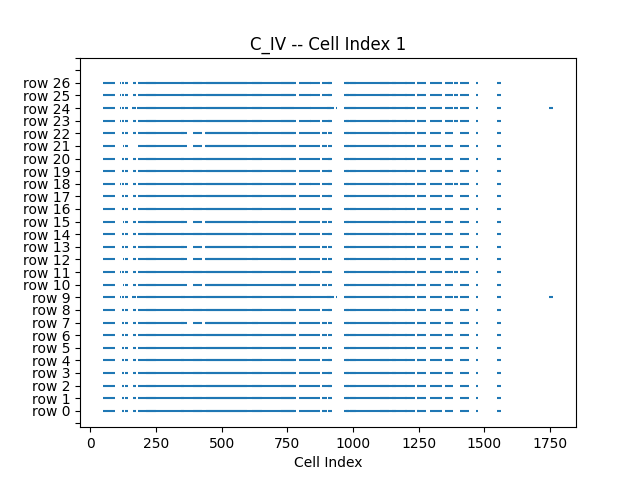 C_IV -- Cell Index 1
row 26
row 25
row 24
row 23
row 22
row 21
row 20
row 19
row 18
row 17
row 16
row 15
row 14
row 13
row 12
row 11
row 10
row 9
row 8
row 7
row 6
row 5
row 4
row 3
row 2
row 1
row 0
0 250 500 750 1000 1250 1500 1750
Cell Index